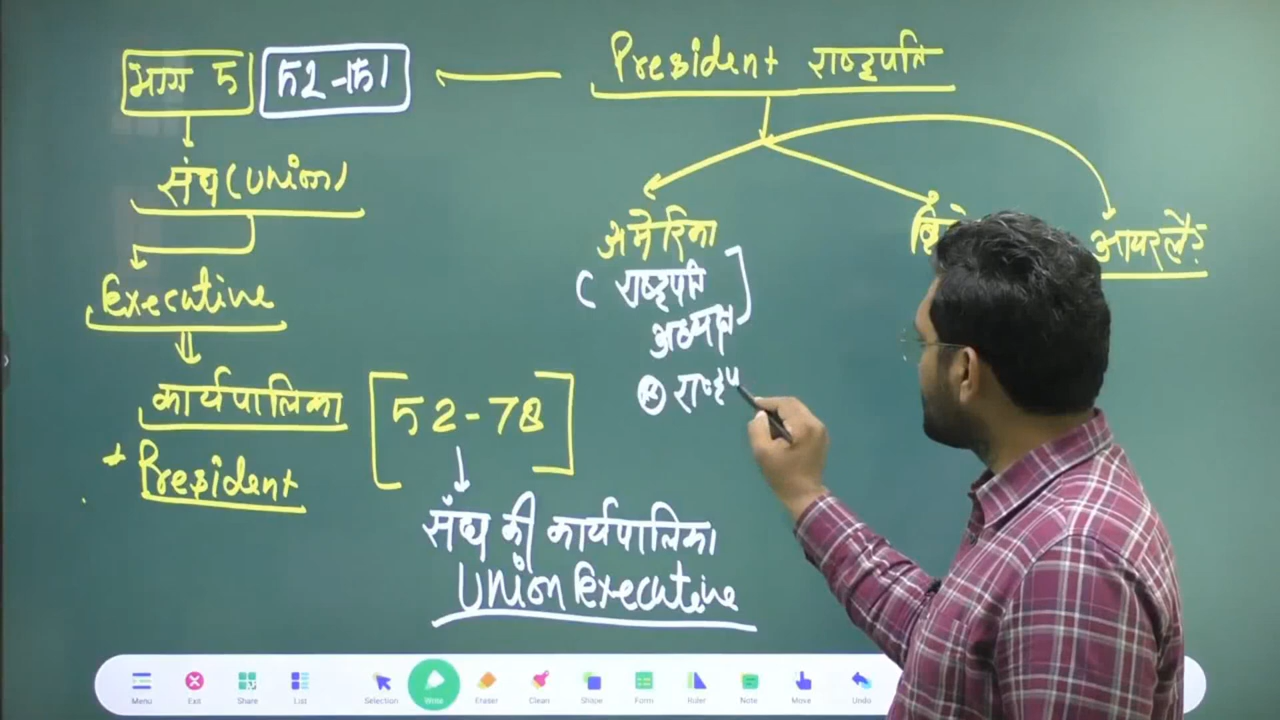 भाग 5 52-151
President राष्ट्रपति
संघ (Union)
Executive
कार्यपालिका
President
52-78
संघ की कार्यपालिका
Union Executive
अमेरिका
(राष्ट्रपति
अध्यक्ष
राष्ट्रप
आयरलैं
Menu Exit Share List Selection Write Eraser Clean Shape Form Ruler Note Move Undo